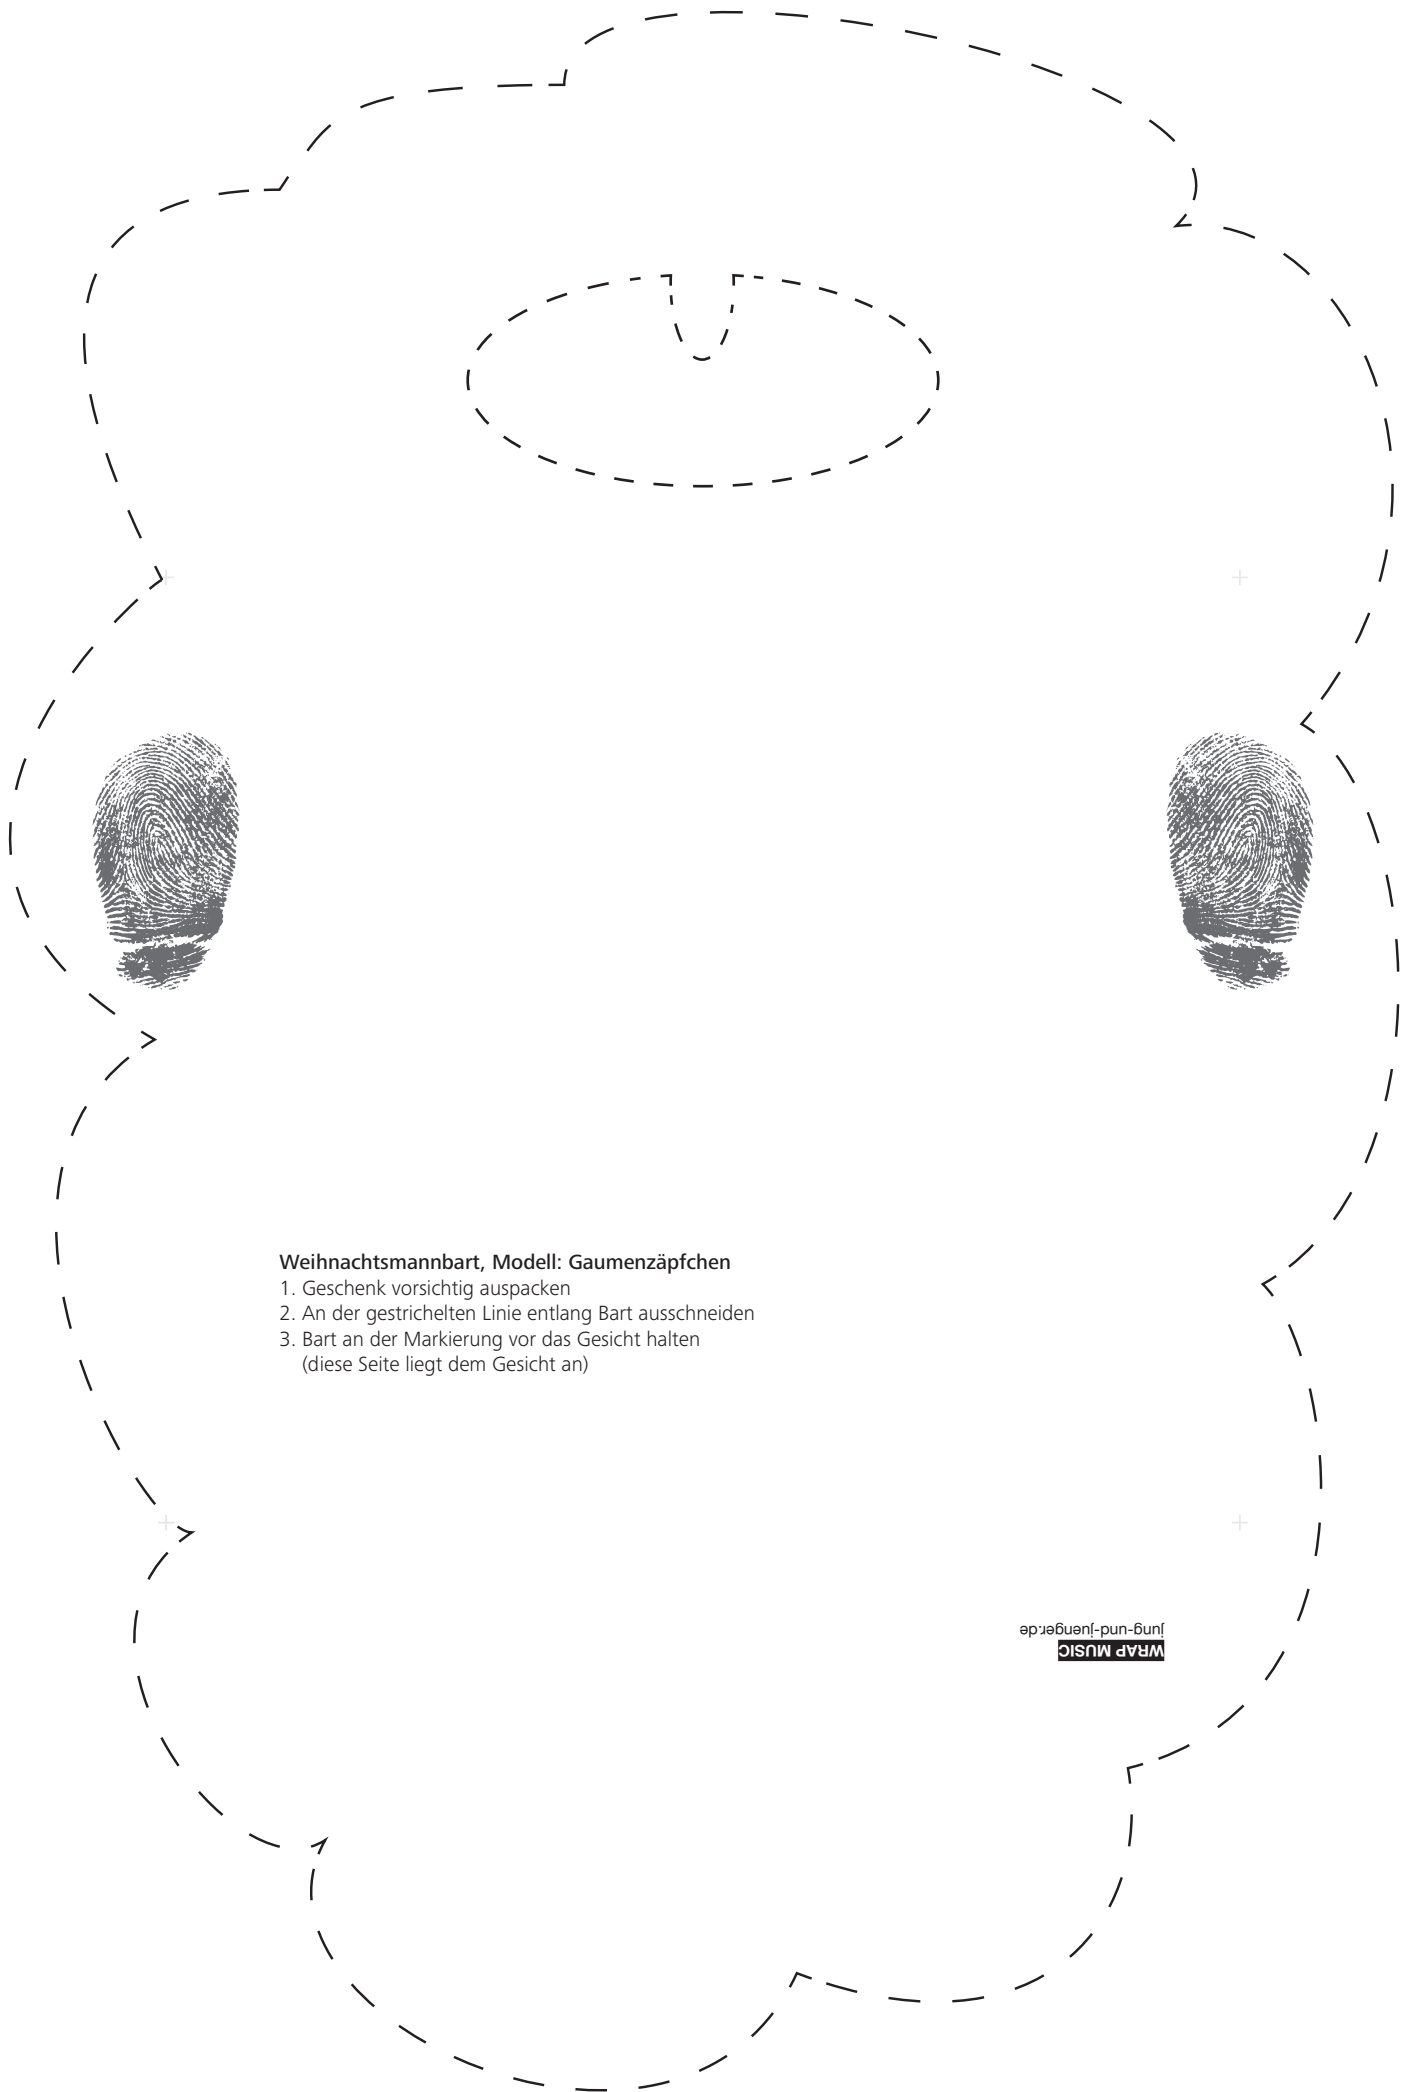 Weihnachtsmannbart, Modell: Gaumenzäpfchen
1. Geschenk vorsichtig auspacken
2. An der gestrichelten Linie entlang Bart ausschneiden
3. Bart an der Markierung vor das Gesicht halten
(diese Seite liegt dem Gesicht an)
WRAP MUSIC
jung-und-juenger.de